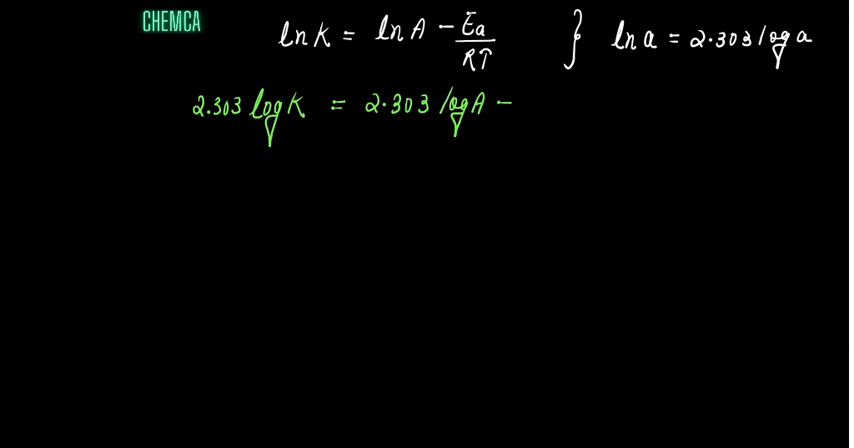 CHEMCA
ln K = ln A - Ea/RT } ln a = 2.303 log a
2.303 log K = 2.303 log A -